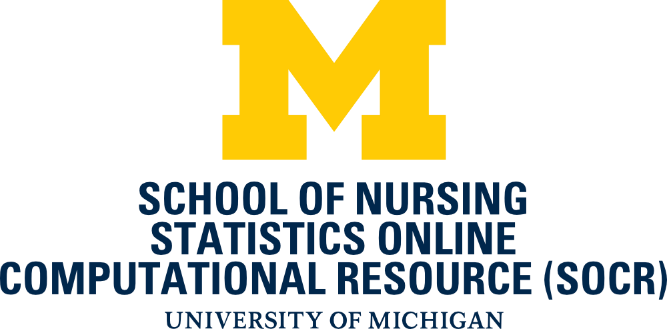 M
SCHOOL OF NURSING
STATISTICS ONLINE
COMPUTATIONAL RESOURCE (SOCR)
UNIVERSITY OF MICHIGAN